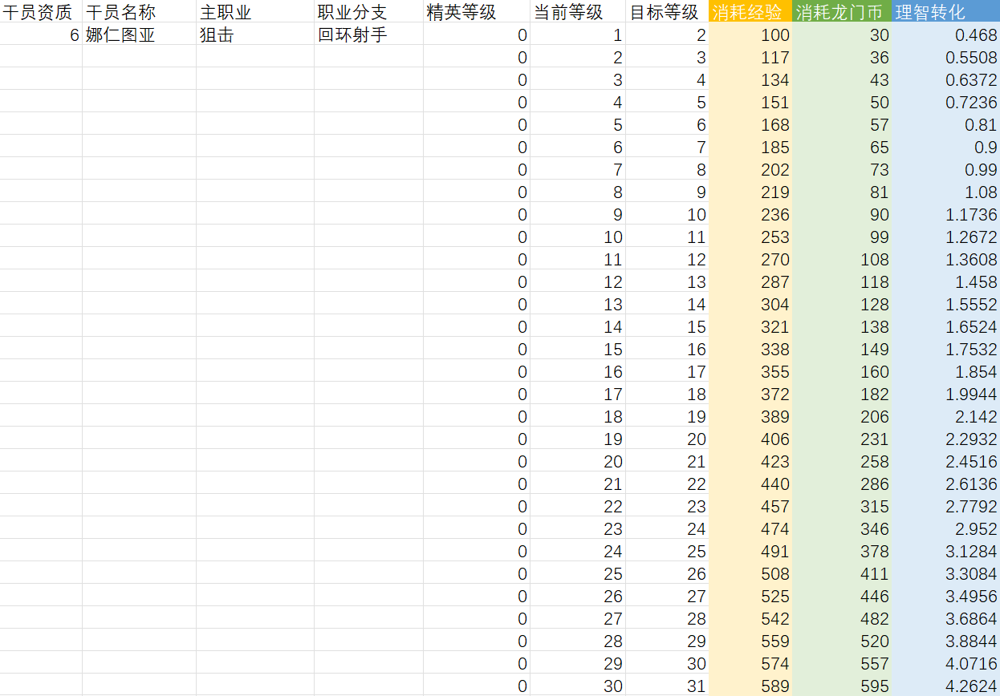 干员资质 干员名称 主职业 职业分支 精英等级 当前等级 目标等级 消耗经验 消耗龙门币 理智转化
6 娜仁图亚 狙击 回环射手 0 1 2 100 30 0.468
0 2 3 117 36 0.5508
0 3 4 134 43 0.6372
0 4 5 151 50 0.7236
0 5 6 168 57 0.81
0 6 7 185 65 0.9
0 7 8 202 73 0.99
0 8 9 219 81 1.08
0 9 10 236 90 1.1736
0 10 11 253 99 1.2672
0 11 12 270 108 1.3608
0 12 13 287 118 1.458
0 13 14 304 128 1.5552
0 14 15 321 138 1.6524
0 15 16 338 149 1.7532
0 16 17 355 160 1.854
0 17 18 372 182 1.9944
0 18 19 389 206 2.142
0 19 20 406 231 2.2932
0 20 21 423 258 2.4516
0 21 22 440 286 2.6136
0 22 23 457 315 2.7792
0 23 24 474 346 2.952
0 24 25 491 378 3.1284
0 25 26 508 411 3.3084
0 26 27 525 446 3.4956
0 27 28 542 482 3.6864
0 28 29 559 520 3.8844
0 29 30 574 557 4.0716
0 30 31 589 595 4.2624